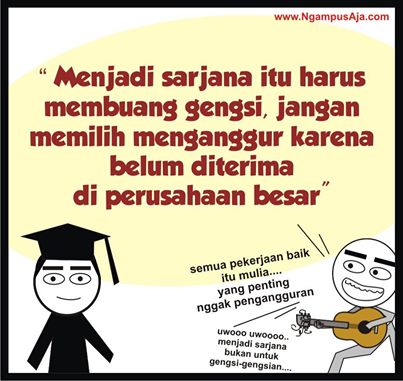 www.NgampusAja.com
“ Menjadi sarjana itu harus
membuang gengsi, jangan
memilih menganggur karena
belum diterima
di perusahaan besar”
semua pekerjaan baik
itu mulia....
yang penting
nggak pengangguran
uwooo uwoooo..
menjadi sarjana
bukan untuk
gengsi-gengsian....